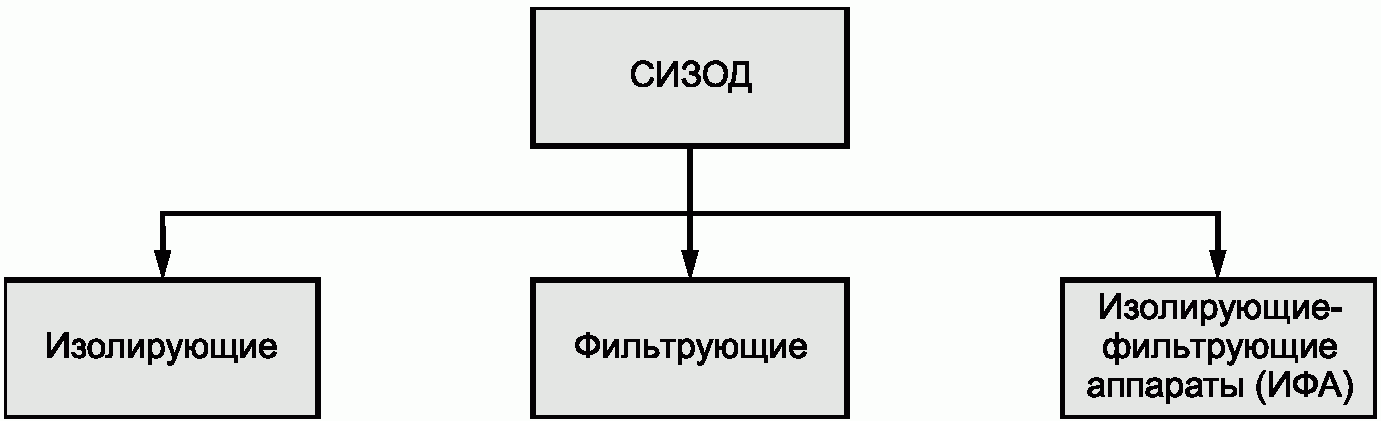 СИЗОД
Изолирующие
Фильтрующие
Изолирующие-
фильтрующие
аппараты (ИФА)